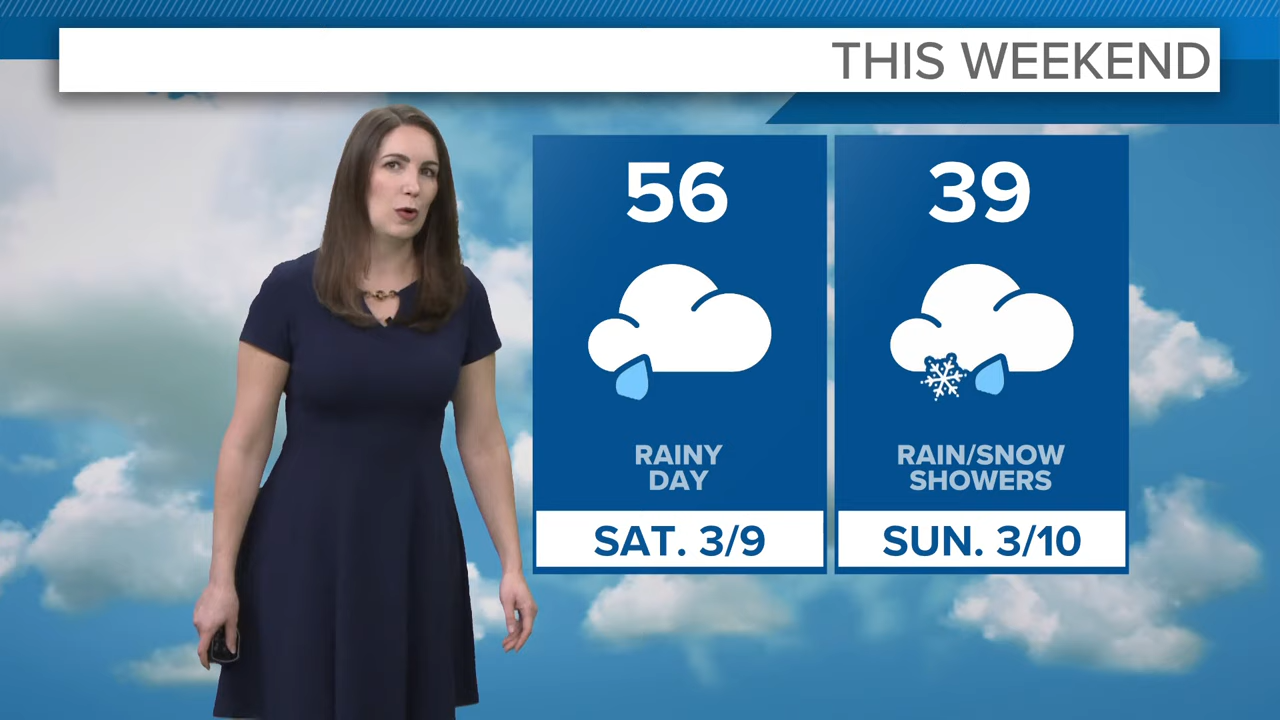 THIS WEEKEND
56
RAINY
DAY
SAT. 3/9
39
RAIN/SNOW
SHOWERS
SUN. 3/10